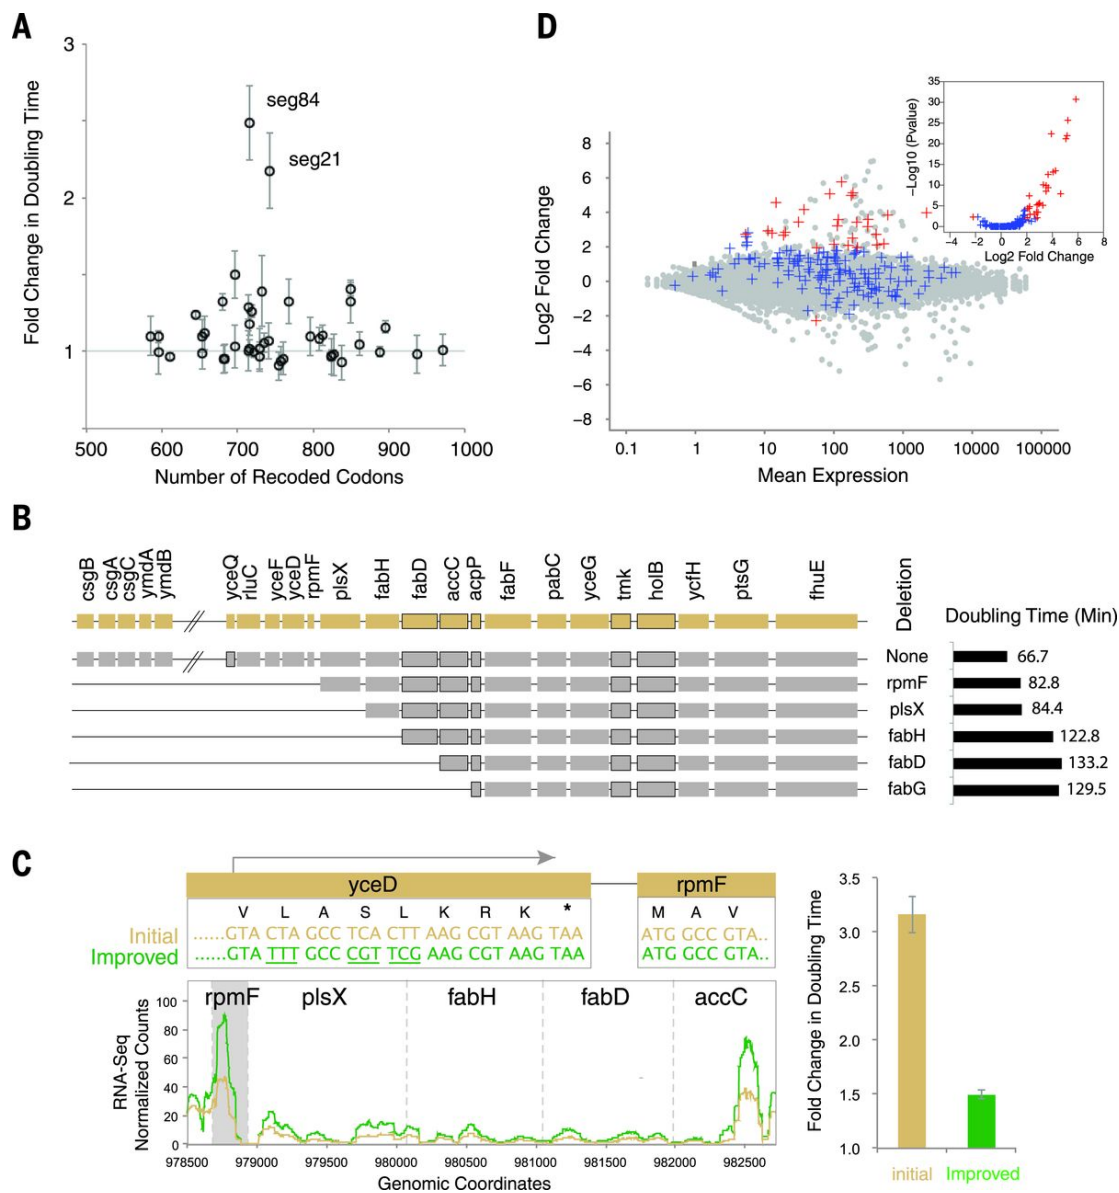 A
Fold Change in Doubling Time
3
2
1
seg84
seg21
500 600 700 800 900 1000
Number of Recoded Codons
D
Log2 Fold Change
8
6
4
2
0
−2
−4
−6
−8
0.1 1 10 100 1000 10000 100000
Mean Expression
−Log10 (Pvalue)
35
30
25
20
15
10
5
0
−4 −2 0 2 4 6 8
Log2 Fold Change
B
csgB csgA csgC ymdA ymdB yceQ rluC yceF yceD rpmF plsX fabH fabD accC acpP fabF pabC yceG tmk holB ycfH ptsG fhuE
Deletion
Doubling Time (Min)
None 66.7
rpmF 82.8
plsX 84.4
fabH 122.8
fabD 133.2
fabG 129.5
C
yceD rpmF
V L A S L K R K * M A V
Initial ......GTA CTA GCC TCA CTT AAG CGT AAG TAA ATG GCC GTA..
Improved ......GTA TTT GCC CGT TCG AAG CGT AAG TAA ATG GCC GTA..
rpmF plsX fabH fabD accC
RNA-Seq
Normalized Counts
100
80
60
40
20
0
978500 979000 979500 980000 980500 981000 981500 982000 982500
Genomic Coordinates
Fold Change in Doubling Time
3.5
3.0
2.5
2.0
1.5
1.0
initial Improved